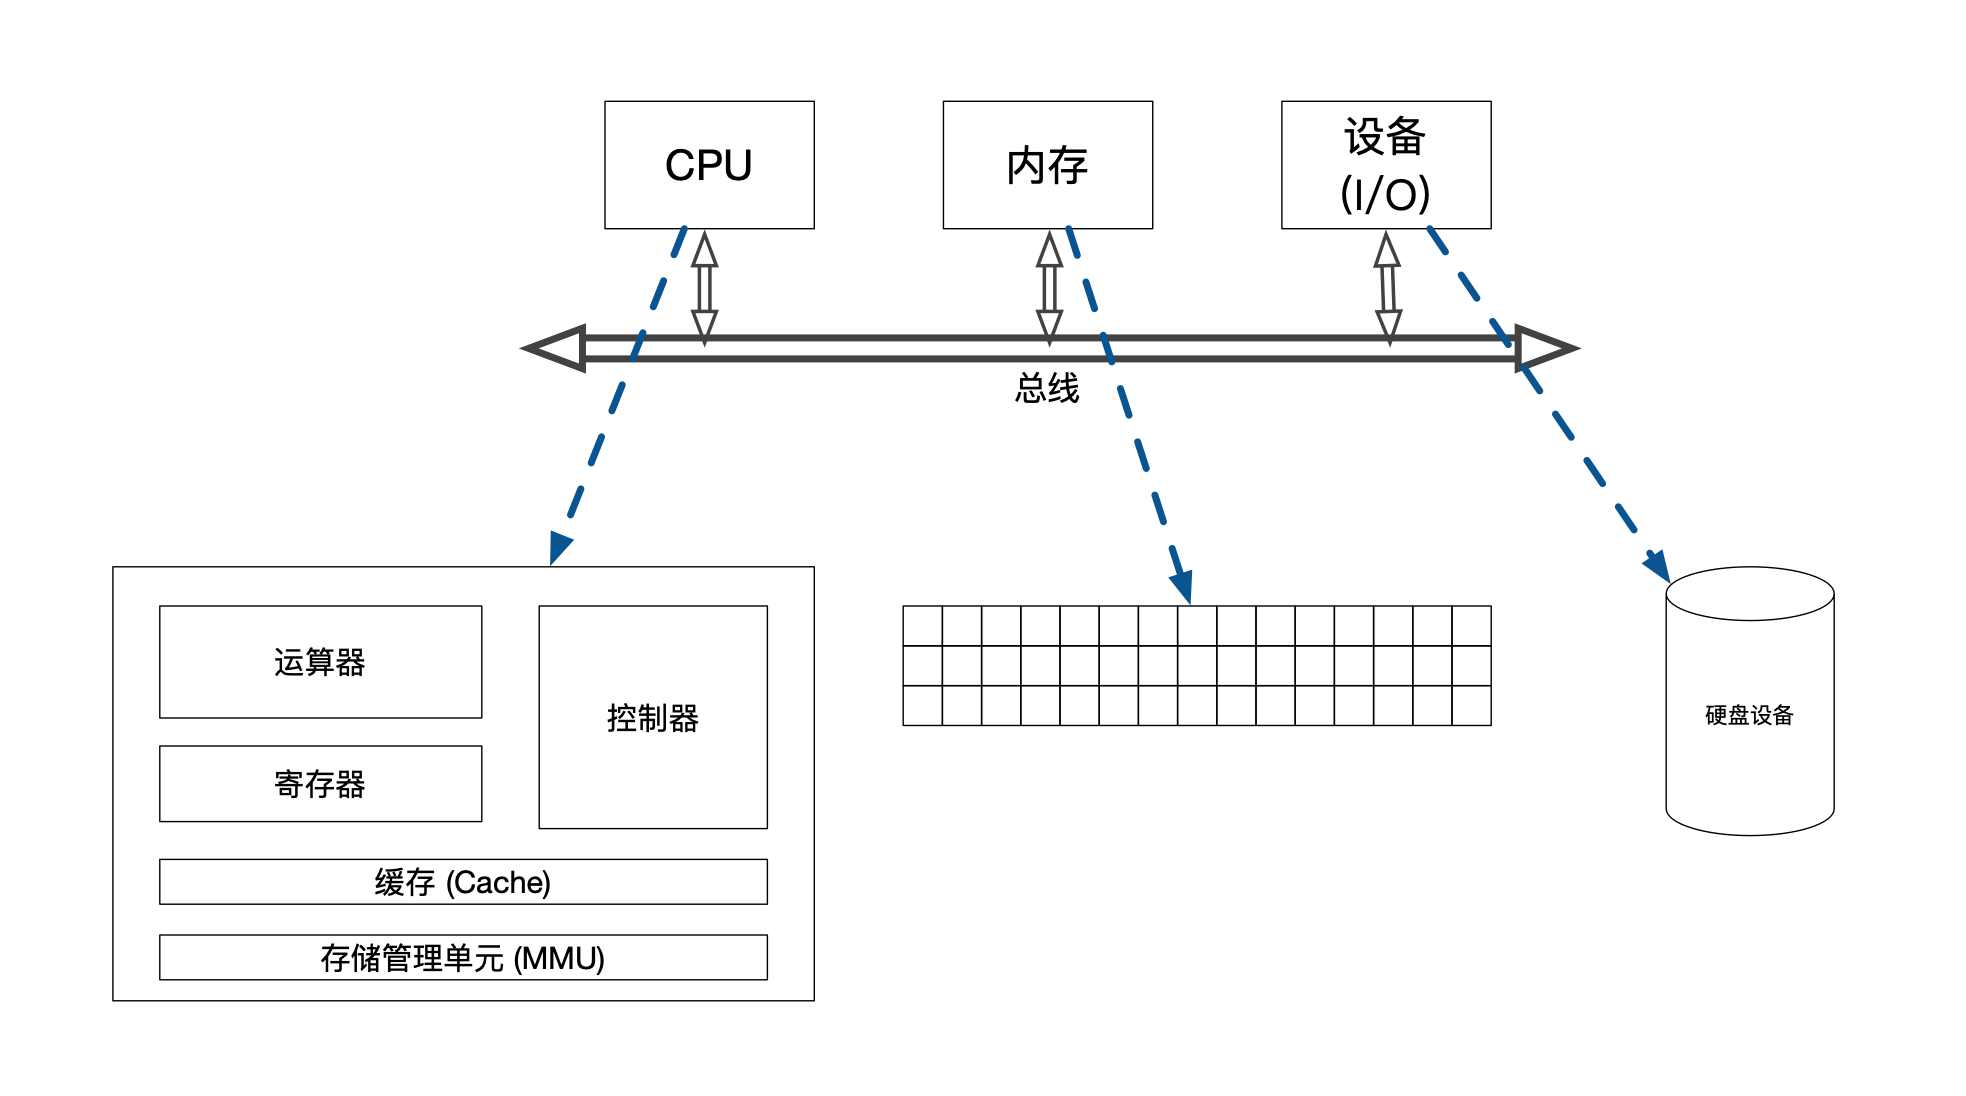 CPU
内存
设备
(I/O)
总线
运算器
控制器
寄存器
缓存 (Cache)
存储管理单元 (MMU)
硬盘设备